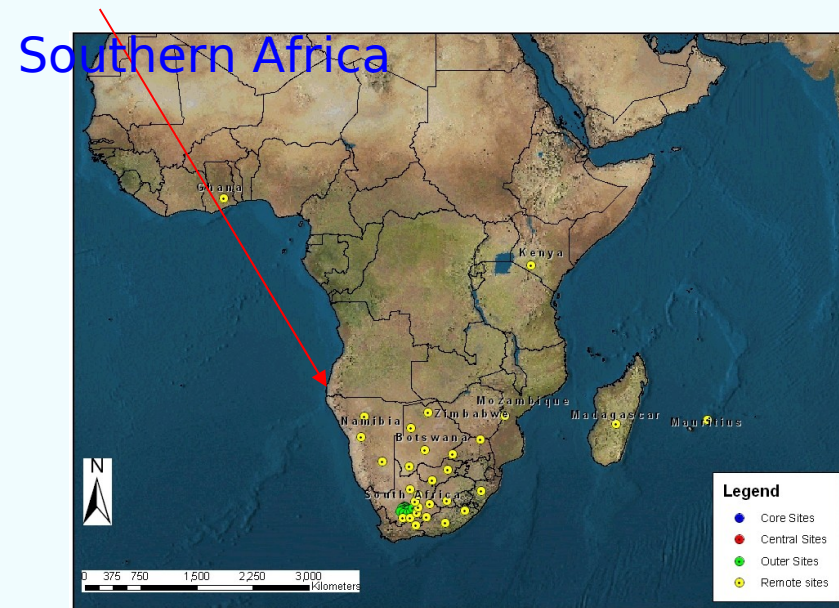 Southern Africa
Ghana
Kenya
Mozambique
Zimbabwe
Madagascar
Mauritius
Namibia
Botswana
South Africa
N
0 375 750 1,500 2,250 3,000
Kilometers
Legend
Core Sites
Central Sites
Outer Sites
Remote sites